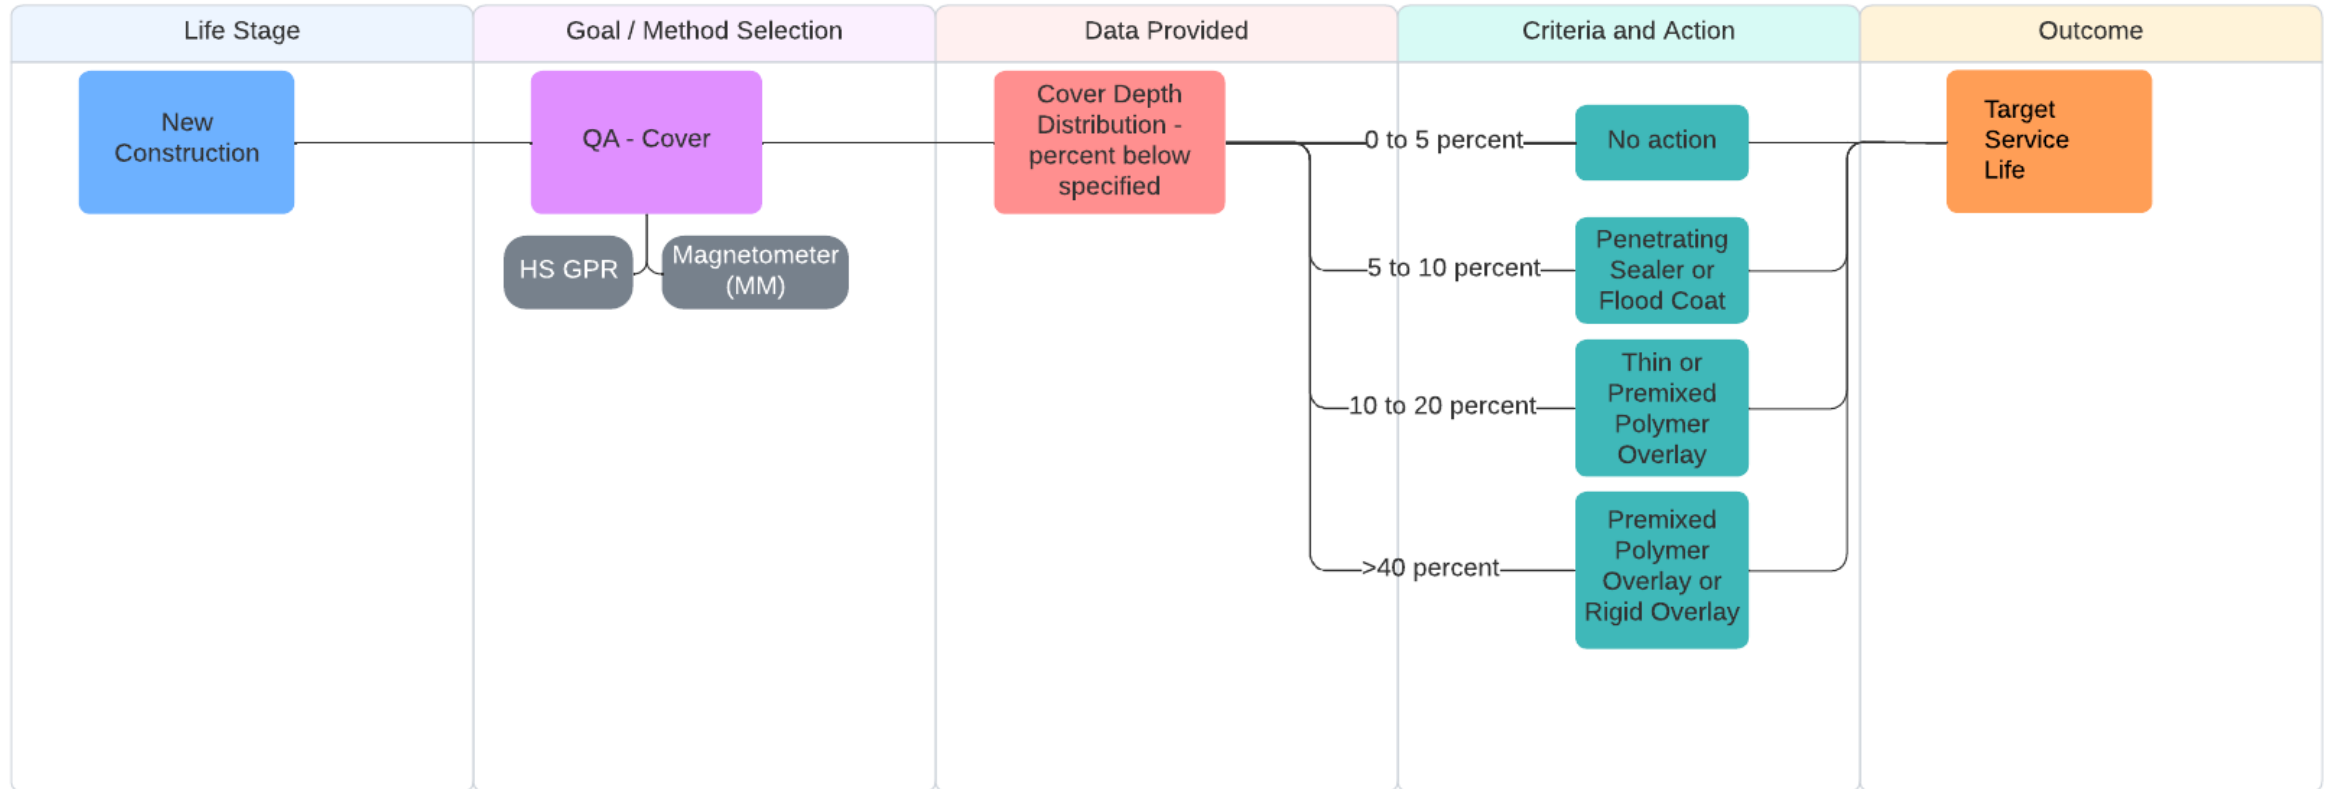 Life Stage
Goal / Method Selection
Data Provided
Criteria and Action
Outcome
New
Construction
QA - Cover
HS GPR
Magnetometer
(MM)
Cover Depth
Distribution -
percent below
specified
0 to 5 percent
No action
5 to 10 percent
Penetrating
Sealer or
Flood Coat
10 to 20 percent
Thin or
Premixed
Polymer
Overlay
>40 percent
Premixed
Polymer
Overlay or
Rigid Overlay
Target
Service
Life